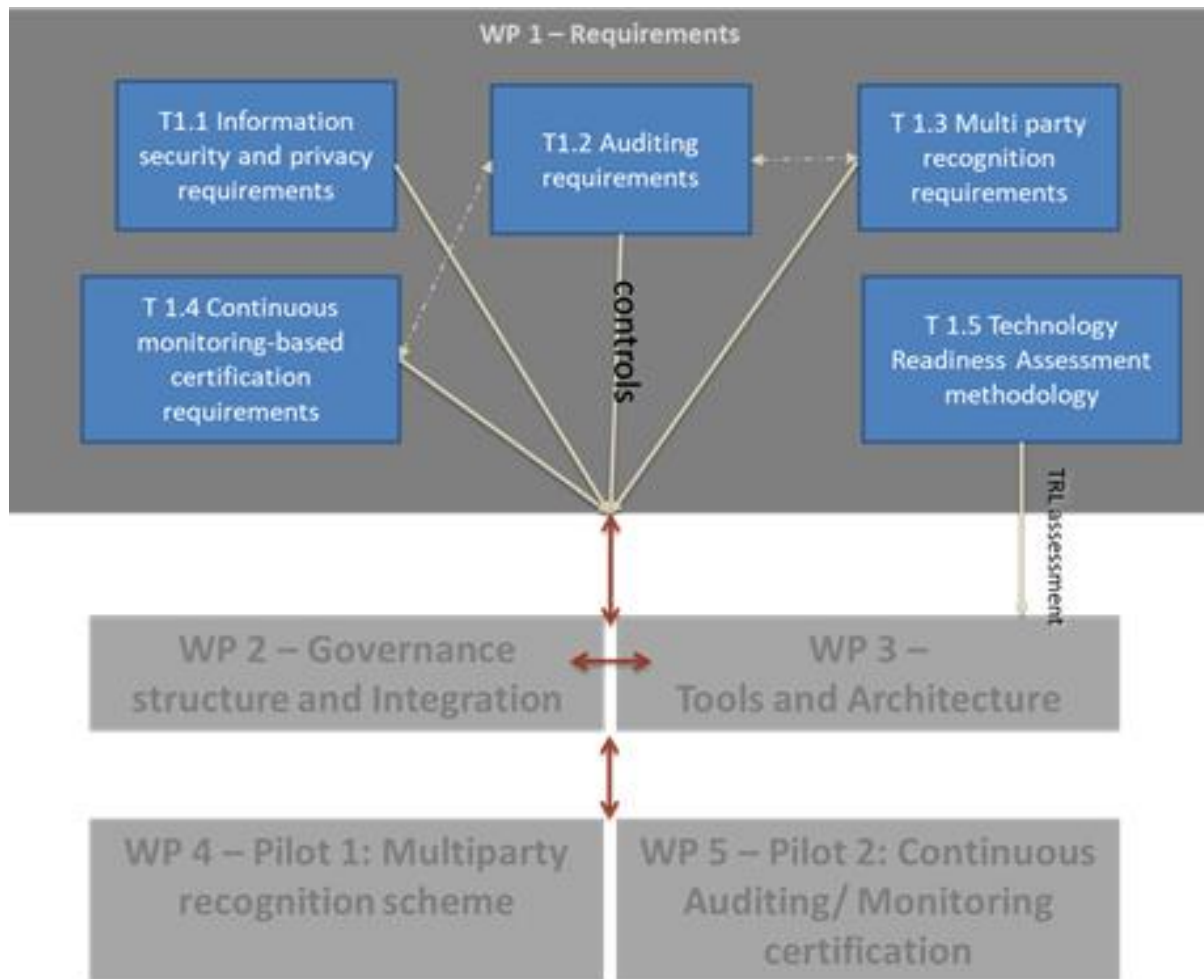 WP 1 – Requirements
T1.1 Information
security and privacy
requirements
T1.2 Auditing
requirements
T 1.3 Multi party
recognition
requirements
T 1.4 Continuous
monitoring-based
certification
requirements
controls
T 1.5 Technology
Readiness Assessment
methodology
TRL assessment
WP 2 – Governance
structure and Integration
WP 3 –
Tools and Architecture
WP 4 – Pilot 1: Multiparty
recognition scheme
WP 5 – Pilot 2: Continuous
Auditing/ Monitoring
certification